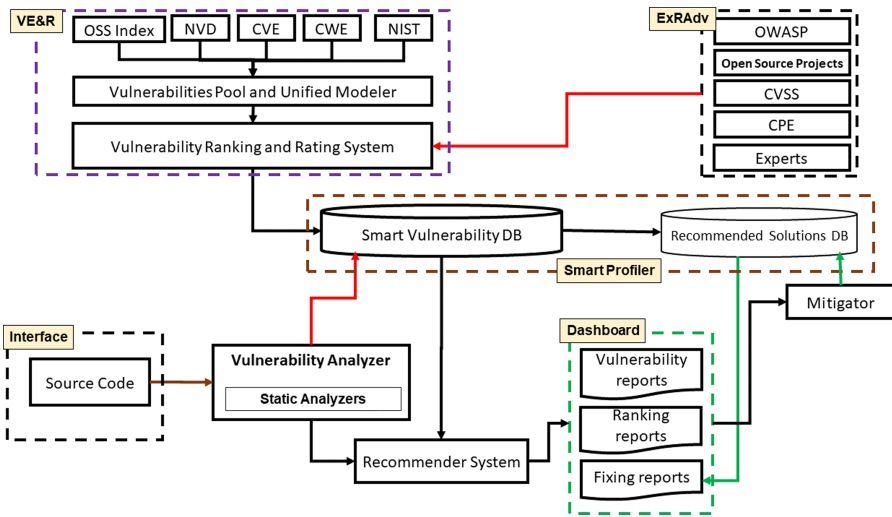 VE&R
OSS Index
NVD
CVE
CWE
NIST
Vulnerabilities Pool and Unified Modeler
Vulnerability Ranking and Rating System
ExRAdv
OWASP
Open Source Projects
CVSS
CPE
Experts
Smart Vulnerability DB
Recommended Solutions DB
Smart Profiler
Mitigator
Interface
Source Code
Vulnerability Analyzer
Static Analyzers
Recommender System
Dashboard
Vulnerability
reports
Ranking
reports
Fixing reports